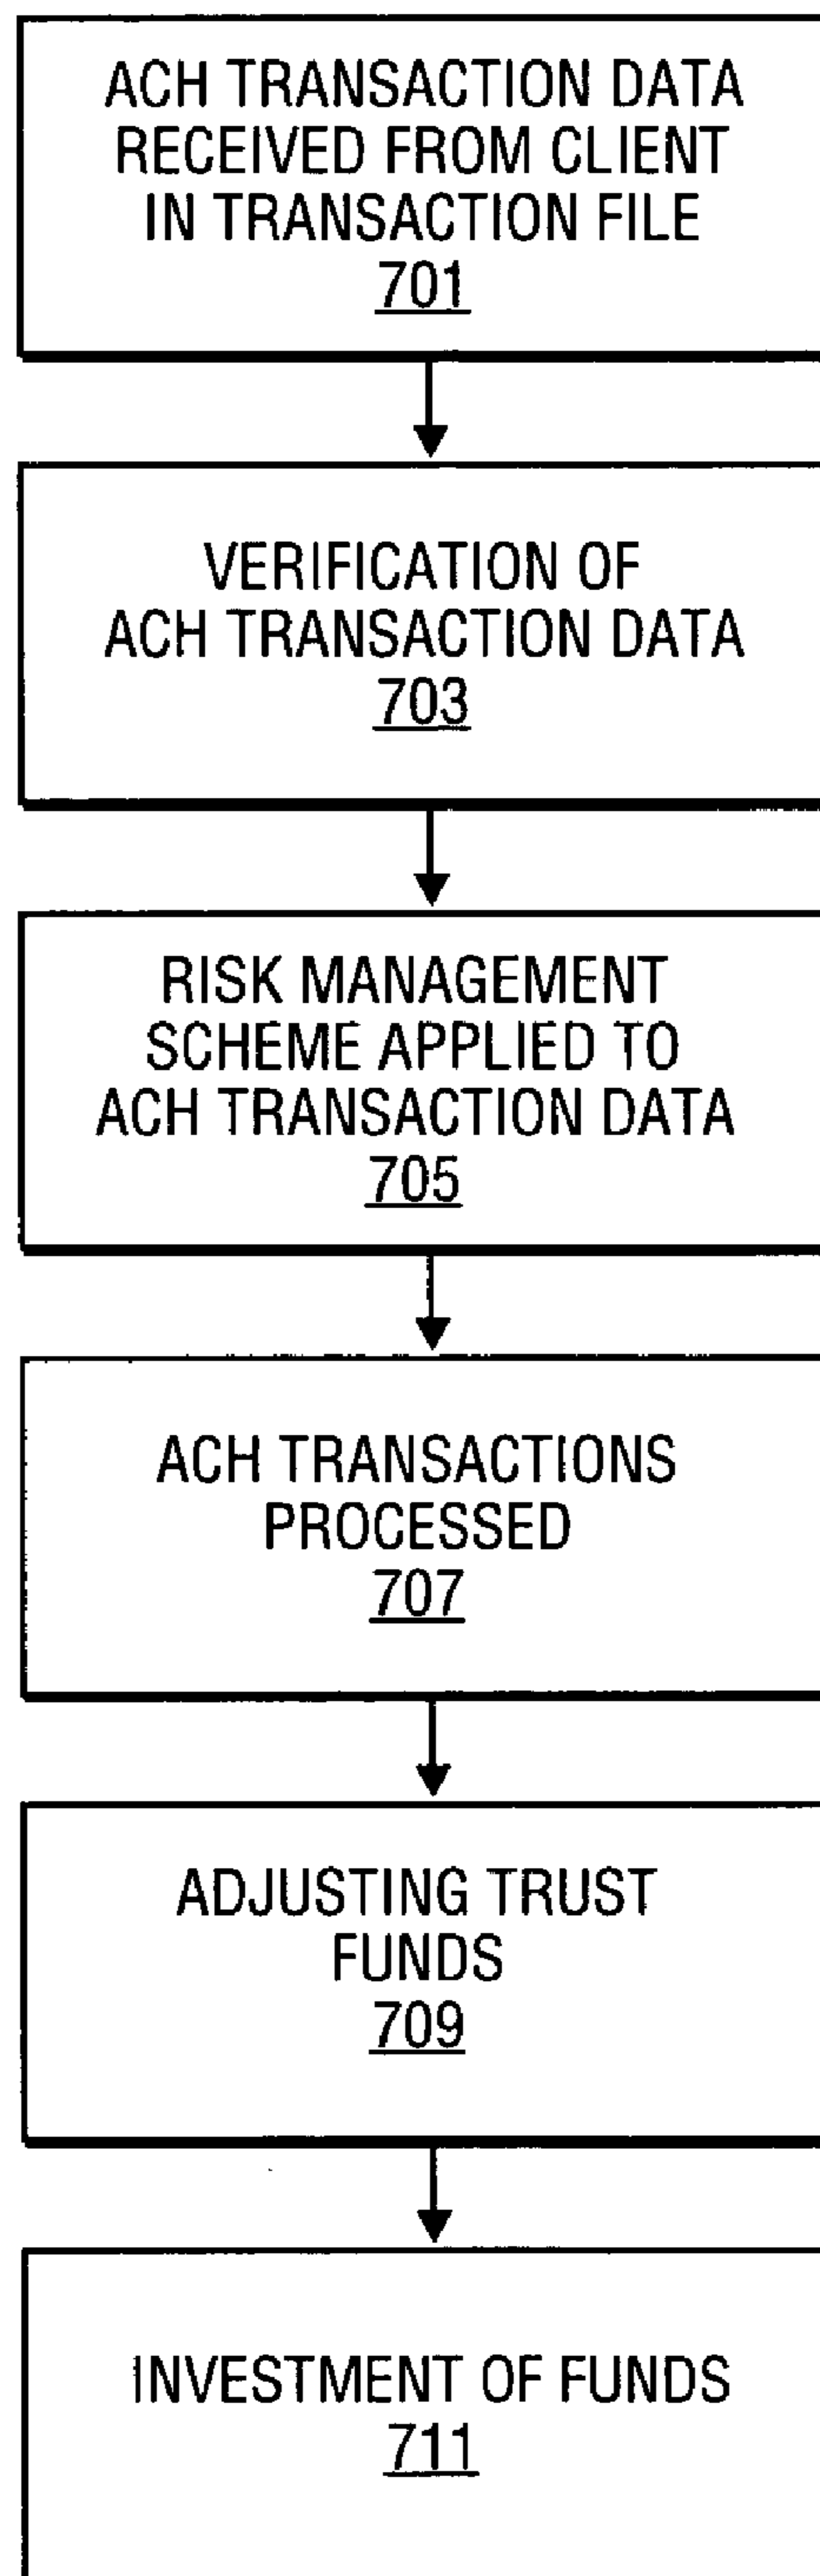 ACH TRANSACTION DATA
RECEIVED FROM CLIENT
IN TRANSACTION FILE
701
VERIFICATION OF
ACH TRANSACTION DATA
703
RISK MANAGEMENT
SCHEME APPLIED TO
ACH TRANSACTION DATA
705
ACH TRANSACTIONS
PROCESSED
707
ADJUSTING TRUST
FUNDS
709
INVESTMENT OF FUNDS
711